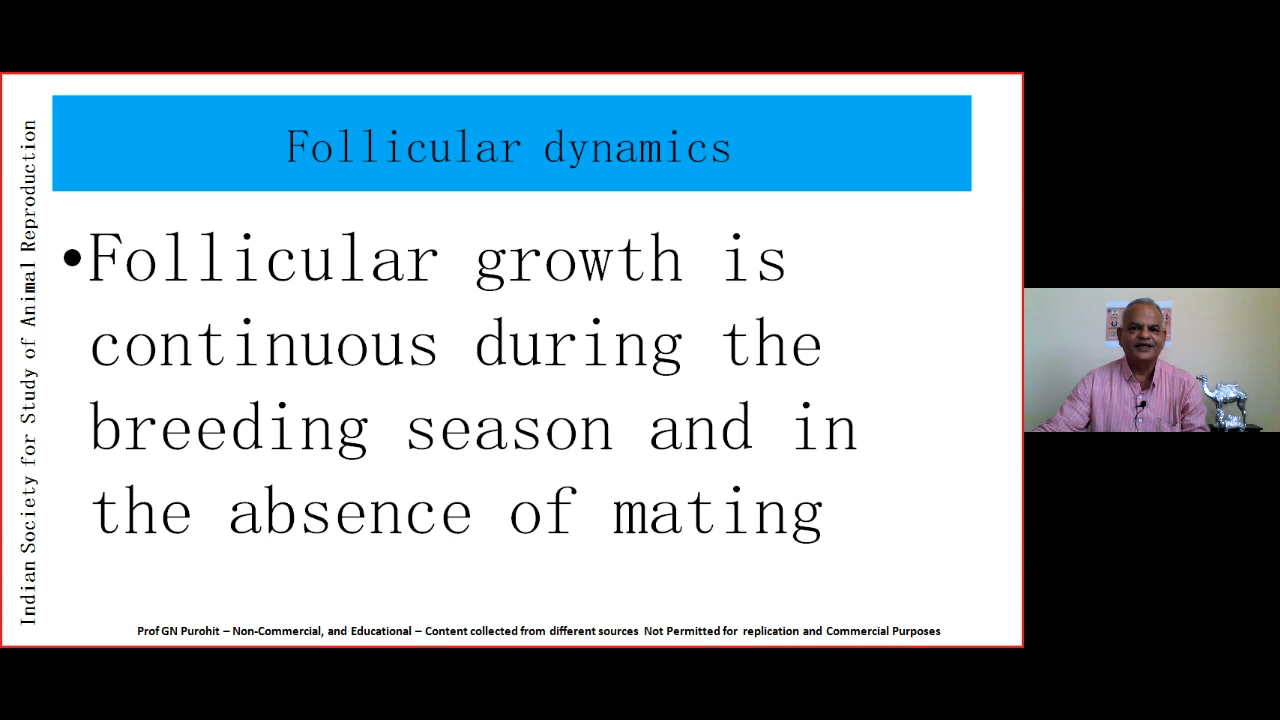 Follicular dynamics
•Follicular growth is
continuous during the
breeding season and in
the absence of mating
Indian Society for Study of Animal Reproduction
Prof GN Purohit – Non-Commercial, and Educational – Content collected from different sources Not Permitted for replication and Commercial Purposes